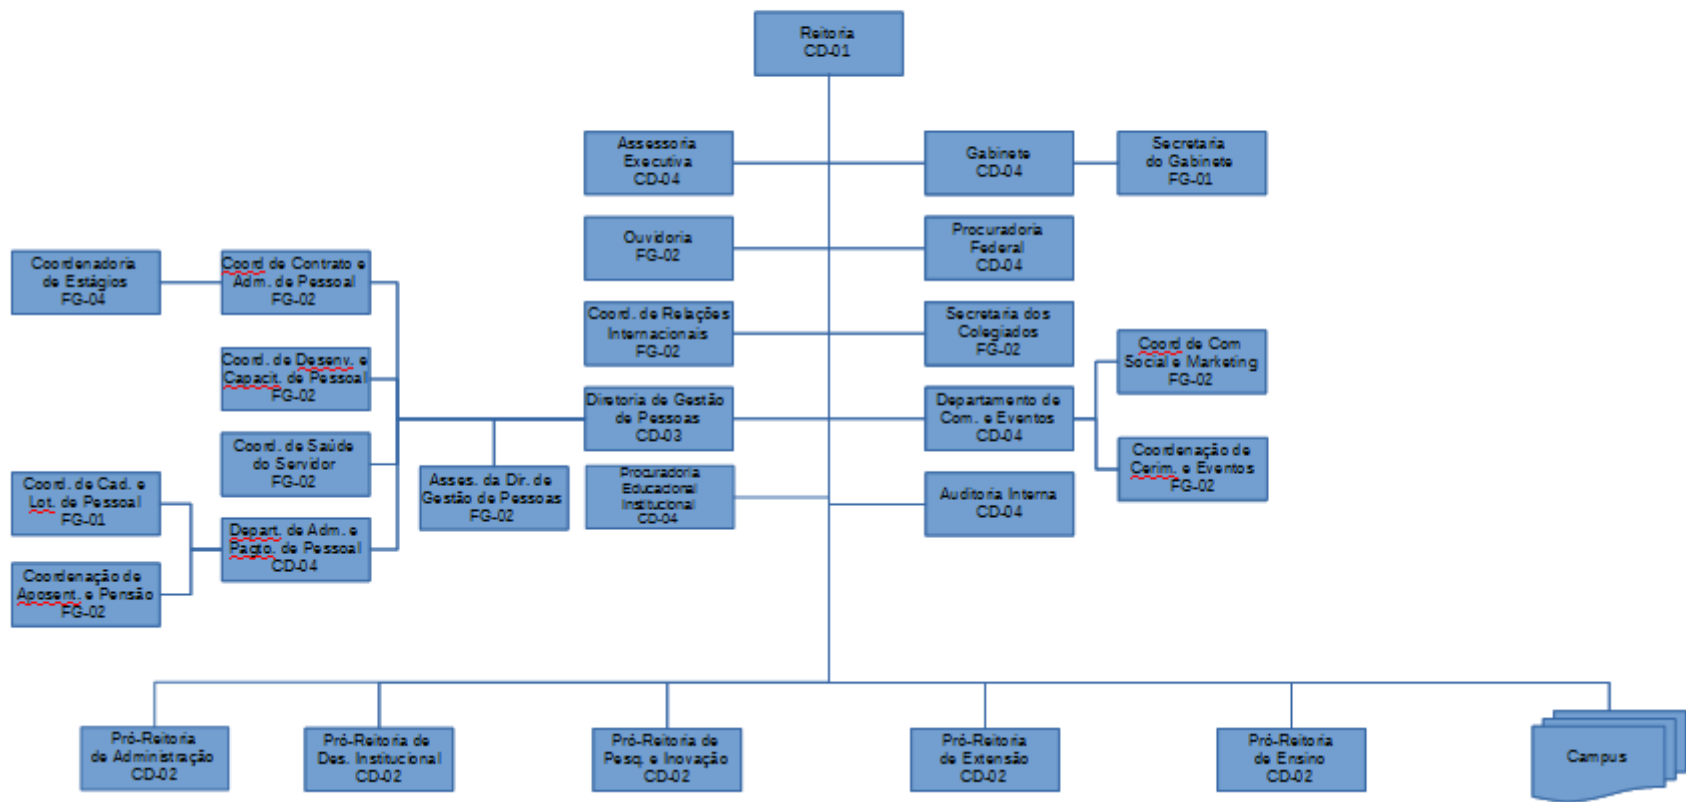 Reitoria
CD-01
Assessoria
Executiva
CD-04
Gabinete
CD-04
Secretaria
do Gabinete
FG-01
Ouvidoria
FG-02
Procuradoria
Federal
CD-04
Coordenadoria
de Estágios
FG-04
Coord de Contrato e
Adm. de Pessoal
FG-02
Coord. de Relações
Internacionais
FG-02
Secretaria dos
Colegiados
FG-02
Coord de Com
Social e Marketing
FG-02
Coord. de Desenv. e
Capacit. de Pessoal
FG-02
Diretoria de Gestão
de Pessoas
CD-03
Departamento de
Com. e Eventos
CD-04
Coord. de Saúde
do Servidor
FG-02
Coordenação de
Cerim. e Eventos
FG-02
Coord. de Cad. e
Lot. de Pessoal
FG-01
Asses. da Dir. de
Gestão de Pessoas
FG-02
Procuradoria
Educacional
Institucional
CD-04
Auditoria Interna
CD-04
Depart. de Adm. e
Pagto. de Pessoal
CD-04
Coordenação de
Aposent. e Pensão
FG-02
Pró-Reitoria
de Administração
CD-02
Pró-Reitoria de
Des. Institucional
CD-02
Pró-Reitoria de
Pesq. e Inovação
CD-02
Pró-Reitoria
de Extensão
CD-02
Pró-Reitoria
de Ensino
CD-02
Campus